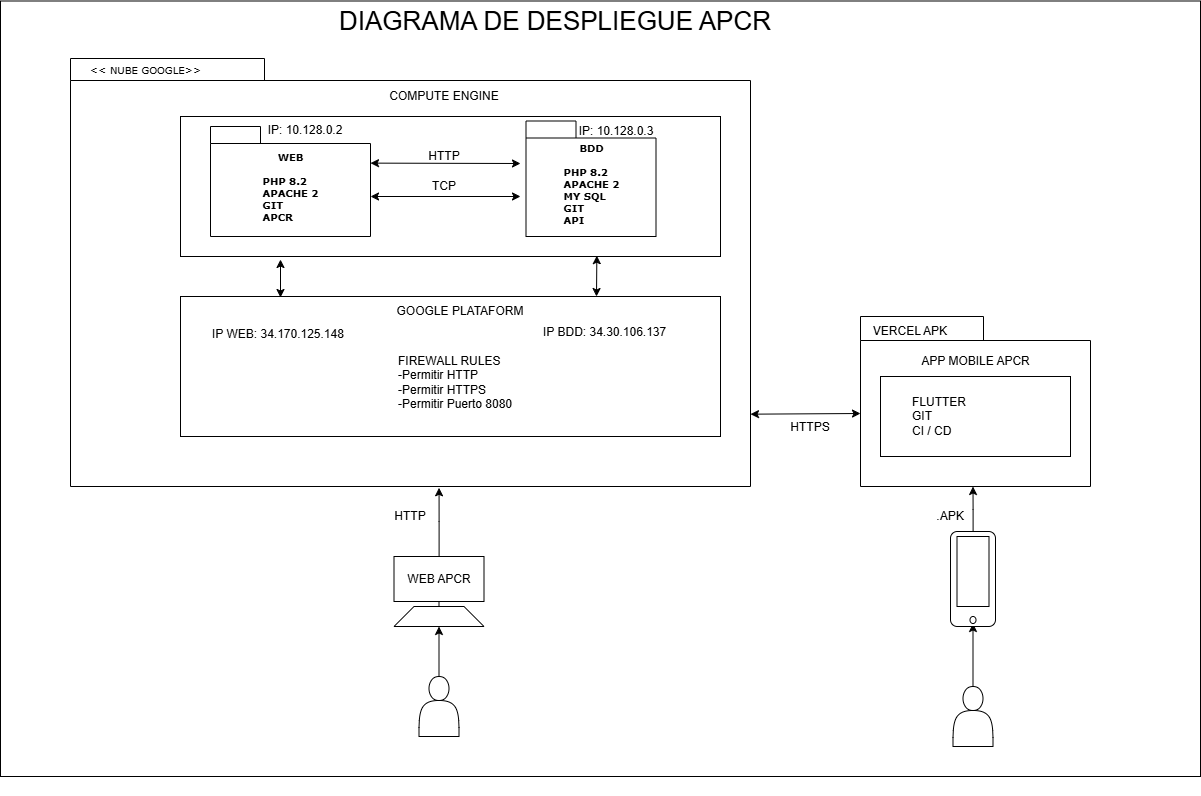 DIAGRAMA DE DESPLIEGUE APCR
<< NUBE GOOGLE>>
COMPUTE ENGINE
IP: 10.128.0.2
WEB
PHP 8.2
APACHE 2
GIT
APCR
HTTP
TCP
IP: 10.128.0.3
BDD
PHP 8.2
APACHE 2
MY SQL
GIT
API
GOOGLE PLATAFORM
IP WEB: 34.170.125.148
IP BDD: 34.30.106.137
FIREWALL RULES
-Permitir HTTP
-Permitir HTTPS
-Permitir Puerto 8080
HTTPS
VERCEL APK
APP MOBILE APCR
FLUTTER
GIT
CI / CD
HTTP
WEB APCR
.APK